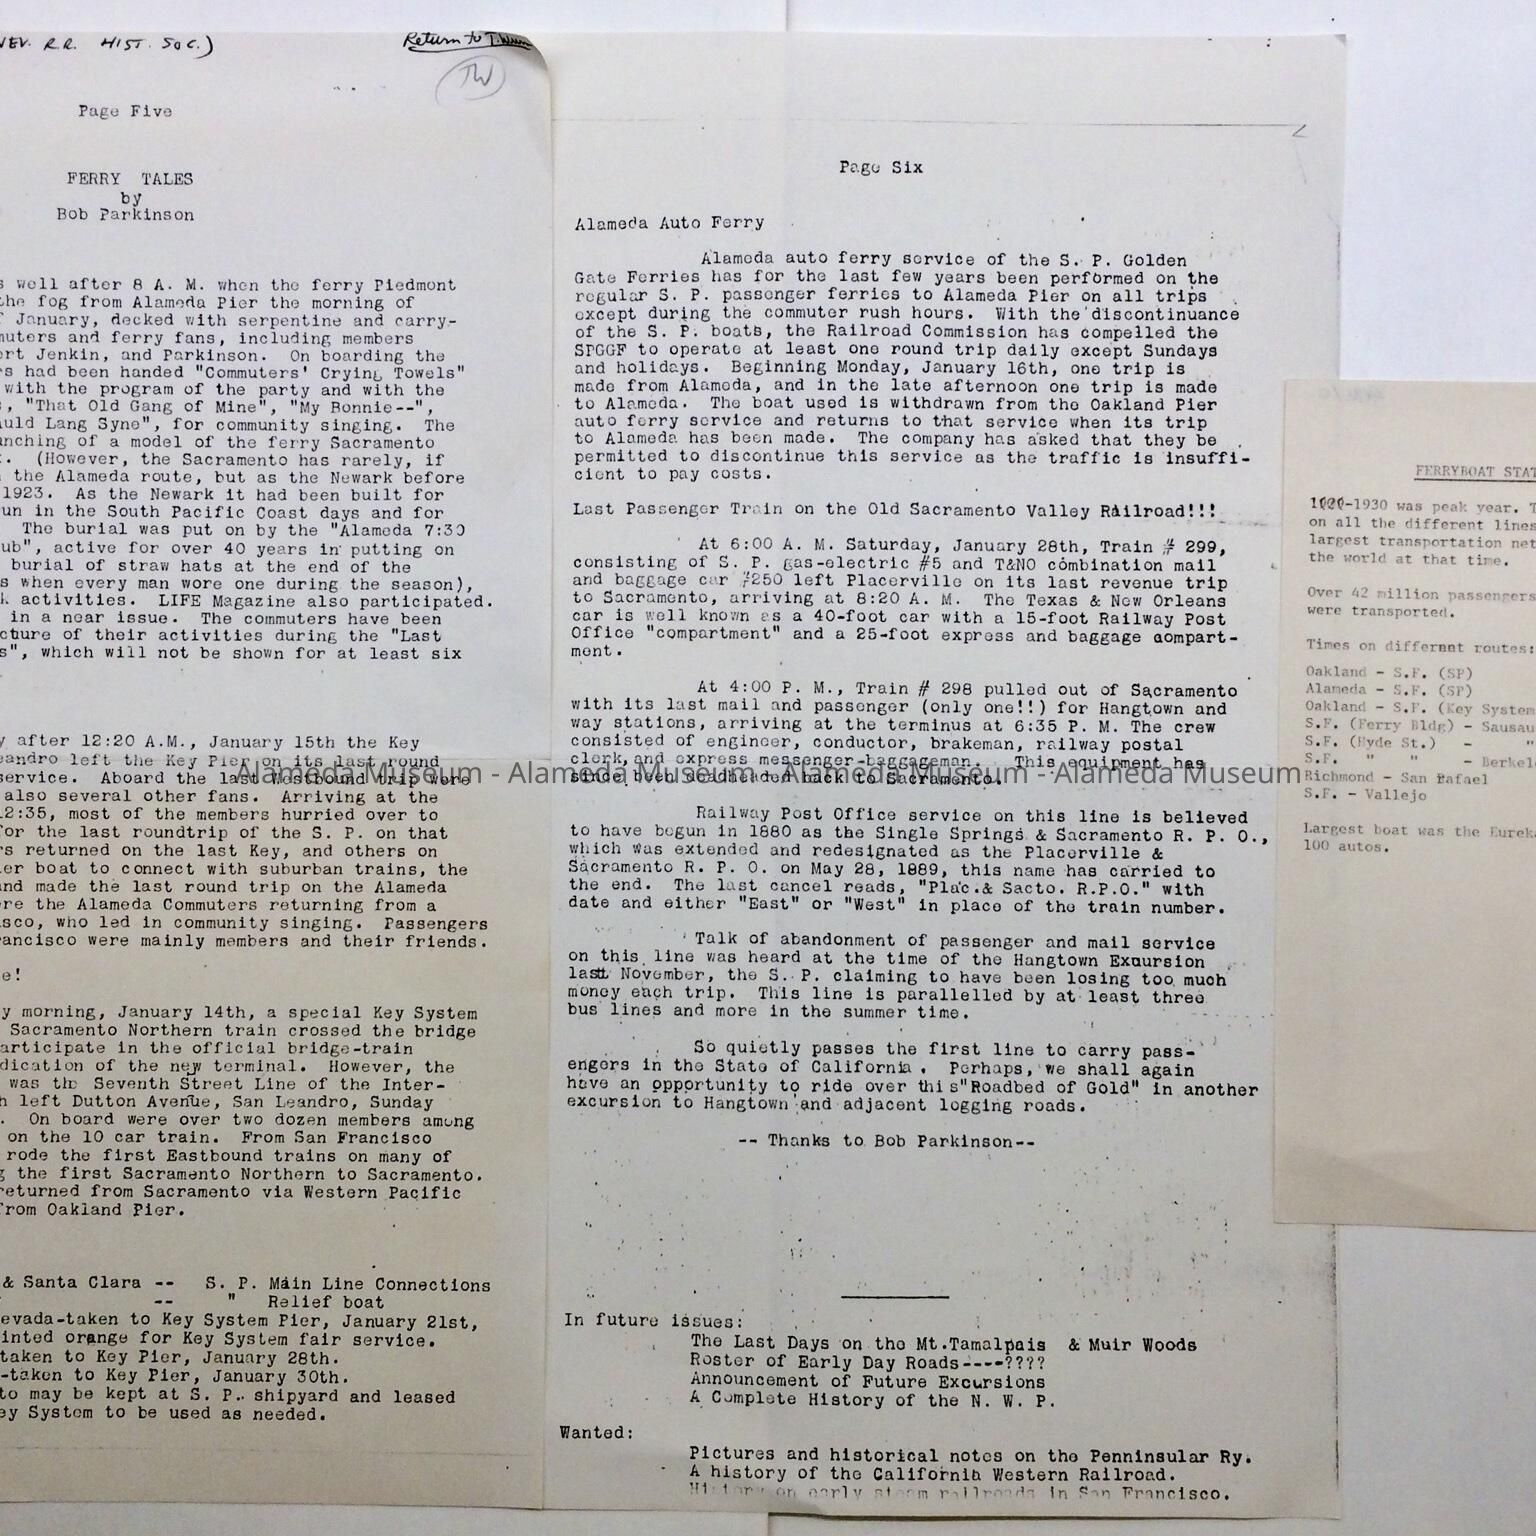 NEV. R.R. HIST. SOC.)
Return to T.
TW
Page Five
FERRY TALES
by
Bob Parkinson
s well after 8 A. M. when the ferry Piedmont
the fog from Alameda Pier the morning of
f January, decked with serpentine and carry-
muters and ferry fans, including members
ert Jenkin, and Parkinson. On boarding the
rs had been handed "Commuters' Crying Towels"
with the program of the party and with the
s, "That Old Gang of Mine", "My Bonnie--",
uld Lang Syne", for community singing. The
unching of a model of the ferry Sacramento
. (However, the Sacramento has rarely, if
the Alameda route, but as the Newark before
1923. As the Newark it had been built for
un in the South Pacific Coast days and for
The burial was put on by the "Alameda 7:30
ub", active for over 40 years in putting on
burial of straw hats at the end of the
s when every man wore one during the season),
k activities. LIFE Magazine also participated.
in a near issue. The commuters have been
cture of their activities during the "Last
s", which will not be shown for at least six
y after 12:20 A.M., January 15th the Key
eandro left the Key Pier on its last round
service. Aboard the last Westbound trip were
also several other fans. Arriving at the
12:35, most of the members hurried over to
for the last roundtrip of the S. P. on that
rs returned on the last Key, and others on
er boat to connect with suburban trains, the
and made the last round trip on the Alameda
re the Alameda Commuters returning from a
sco, who led in community singing. Passengers
rancisco were mainly members and their friends.
e!
y morning, January 14th, a special Key System
Sacramento Northern train crossed the bridge
articipate in the official bridge-train
dication of the new terminal. However, the
was the Seventh Street Line of the Inter-
h left Dutton Avenue, San Leandro, Sunday
. On board were over two dozen members among
on the 10 car train. From San Francisco
rode the first Eastbound trains on many of
g the first Sacramento Northern to Sacramento.
returned from Sacramento via Western Pacific
from Oakland Pier.
& Santa Clara -- S. P. Main Line Connections
-- " Relief boat
evada-taken to Key System Pier, January 21st,
inted orange for Key System fair service.
taken to Key Pier, January 28th.
-taken to Key Pier, January 30th.
to may be kept at S. P. shipyard and leased
ey System to be used as needed.
Page Six
Alameda Auto Ferry
Alameda auto ferry service of the S. P. Golden
Gate Ferries has for the last few years been performed on the
regular S. P. passenger ferries to Alameda Pier on all trips
except during the commuter rush hours. With the discontinuance
of the S. P. boats, the Railroad Commission has compelled the
SPGGF to operate at least one round trip daily except Sundays
and holidays. Beginning Monday, January 16th, one trip is
made from Alameda, and in the late afternoon one trip is made
to Alameda. The boat used is withdrawn from the Oakland Pier
auto ferry service and returns to that service when its trip
to Alameda has been made. The company has asked that they be
permitted to discontinue this service as the traffic is insuffi-
cient to pay costs.
Last Passenger Train on the Old Sacramento Valley Railroad!!!
At 6:00 A. M. Saturday, January 28th, Train # 299,
consisting of S. P. gas-electric #5 and T&NO combination mail
and baggage car #250 left Placerville on its last revenue trip
to Sacramento, arriving at 8:20 A. M. The Texas & New Orleans
car is well known as a 40-foot car with a 15-foot Railway Post
Office "compartment" and a 25-foot express and baggage aompart-
ment.
At 4:00 P. M., Train # 298 pulled out of Sacramento
with its last mail and passenger (only one!!) for Hangtown and
way stations, arriving at the terminus at 6:35 P. M. The crew
consisted of engineer, conductor, brakeman, railway postal
clerk, and express messenger-baggageman. This equipment has
since been deadheaded back to Sacramento.
Alameda Museum - Alameda Museum - Alameda Museum - Alameda Museum
Railway Post Office service on this line is believed
to have begun in 1880 as the Single Springs & Sacramento R. P. O.,
which was extended and redesignated as the Placerville &
Sacramento R. P. O. on May 28, 1889, this name has carried to
the end. The last cancel reads, "Plac.& Sacto. R.P.O." with
date and either "East" or "West" in place of the train number.
Talk of abandonment of passenger and mail service
on this line was heard at the time of the Hangtown Exaursion
last November, the S. P. claiming to have been losing too much
money each trip. This line is parallelled by at least three
bus lines and more in the summer time.
So quietly passes the first line to carry pass-
engers in the State of California. Perhaps, we shall again
have an opportunity to ride over this"Roadbed of Gold" in another
excursion to Hangtown and adjacent logging roads.
-- Thanks to Bob Parkinson--
In future issues:
The Last Days on the Mt.Tamalpais & Muir Woods
Roster of Early Day Roads----????
Announcement of Future Excursions
A Complete History of the N. W. P.
Wanted:
Pictures and historical notes on the Penninsular Ry.
A history of the California Western Railroad.
History on early steam railroads in San Francisco.
FERRYBOAT STAT
-1930 was peak year. T
on all the different lines
largest transportation net
the world at that time.
Over 42 million passengers
were transported.
Times on differnet routes:
Oakland - S.F. (SP)
Alameda - S.F. (SP)
Oakland - S.F. (Key System
S.F. (Ferry Bldg) - Sausau
S.F. (Hyde St.) - "
S.F. " " - Berkel
Richmond - San Rafael
S.F. - Vallejo
Largest boat was the Eureka
100 autos.